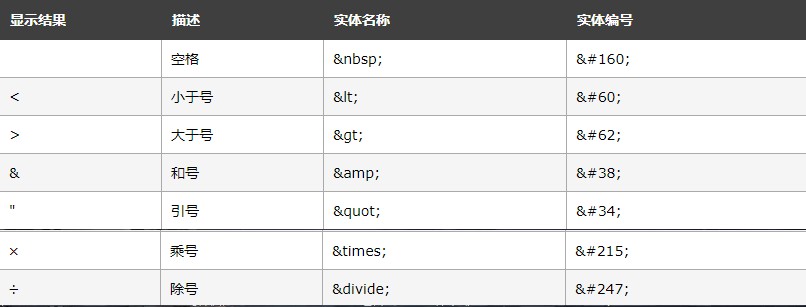 显示结果 描述 实体名称 实体编号
空格 &nbsp; &#160;
< 小于号 &lt; &#60;
> 大于号 &gt; &#62;
& 和号 &amp; &#38;
" 引号 &quot; &#34;
× 乘号 &times; &#215;
÷ 除号 &divide; &#247;